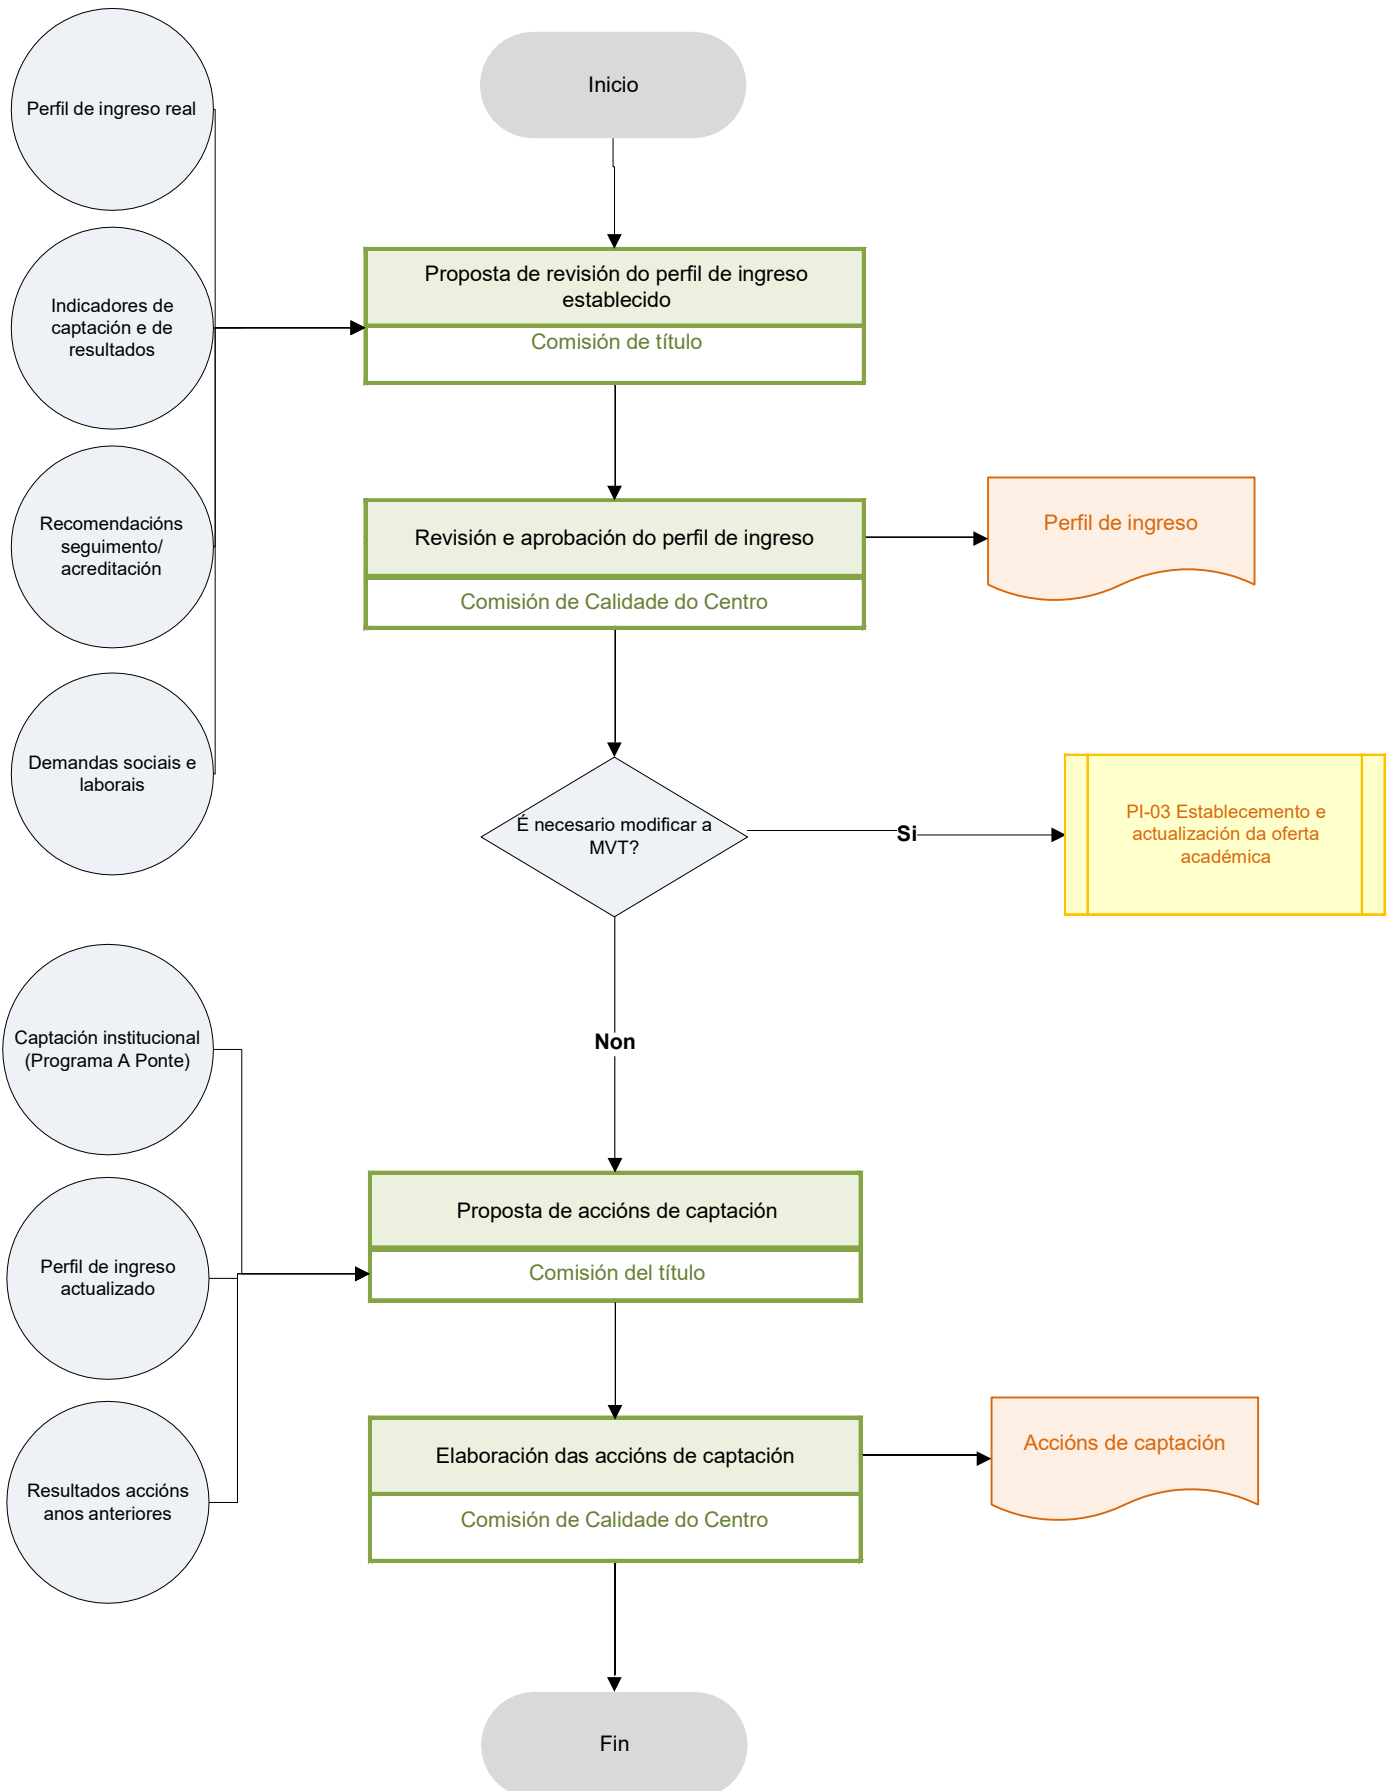 Perfil de ingreso real
Inicio
Proposta de revisión do perfil de ingreso
establecido
Comisión de título
Indicadores de
captación e de
resultados
Recomendacións
seguimento/
acreditación
Revisión e aprobación do perfil de ingreso
Comisión de Calidade do Centro
Perfil de ingreso
Demandas sociais e
laborais
É necesario modificar a
MVT?
Si
PI-03 Establecemento e
actualización da oferta
académica
Non
Captación institucional
(Programa A Ponte)
Perfil de ingreso
actualizado
Resultados accións
anos anteriores
Proposta de accións de captación
Comisión del título
Elaboración das accións de captación
Comisión de Calidade do Centro
Accións de captación
Fin